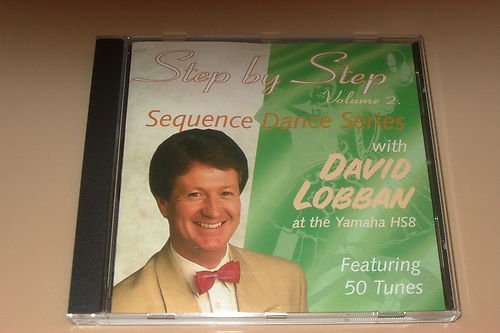 Step by Step
Volume 2.
Sequence Dance Series
with
DAVID
LOBBAN
at the Yamaha HS8
Featuring
50 Tunes